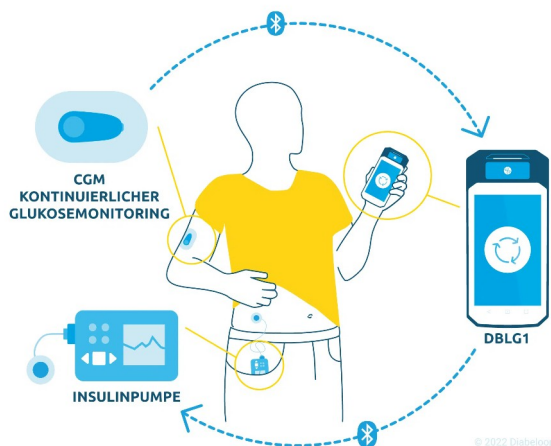 CGM
KONTINUIERLICHER
GLUKOSEMONITORING
DBLG1
INSULINPUMPE
© 2022 Diabeloop